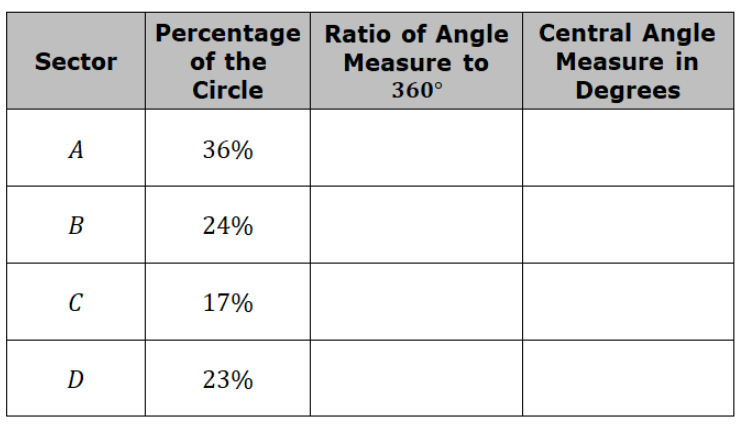 Sector
Percentage
of the
Circle
Ratio of Angle
Measure to
360°
Central Angle
Measure in
Degrees
A
36%
B
24%
C
17%
D
23%